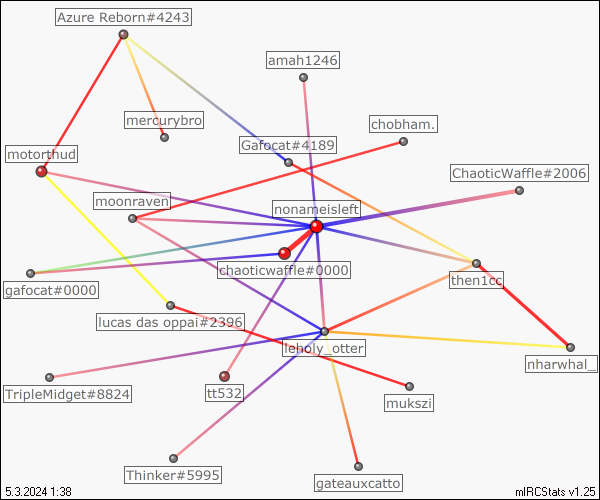 Azure Reborn#4243
amah1246
mercurybro
chobham.
Gafocat#4189
motorthud
ChaoticWaffle#2006
moonraven
nonameisleft
chaoticwaffle#0000
then1cc
gafocat#0000
lucas das oppai#2396
leholy_otter
nharwhal_
TripleMidget#8824
tt532
mukszi
Thinker#5995
gateauxcatto
5.3.2024 1:38
mIRCStats v1.25